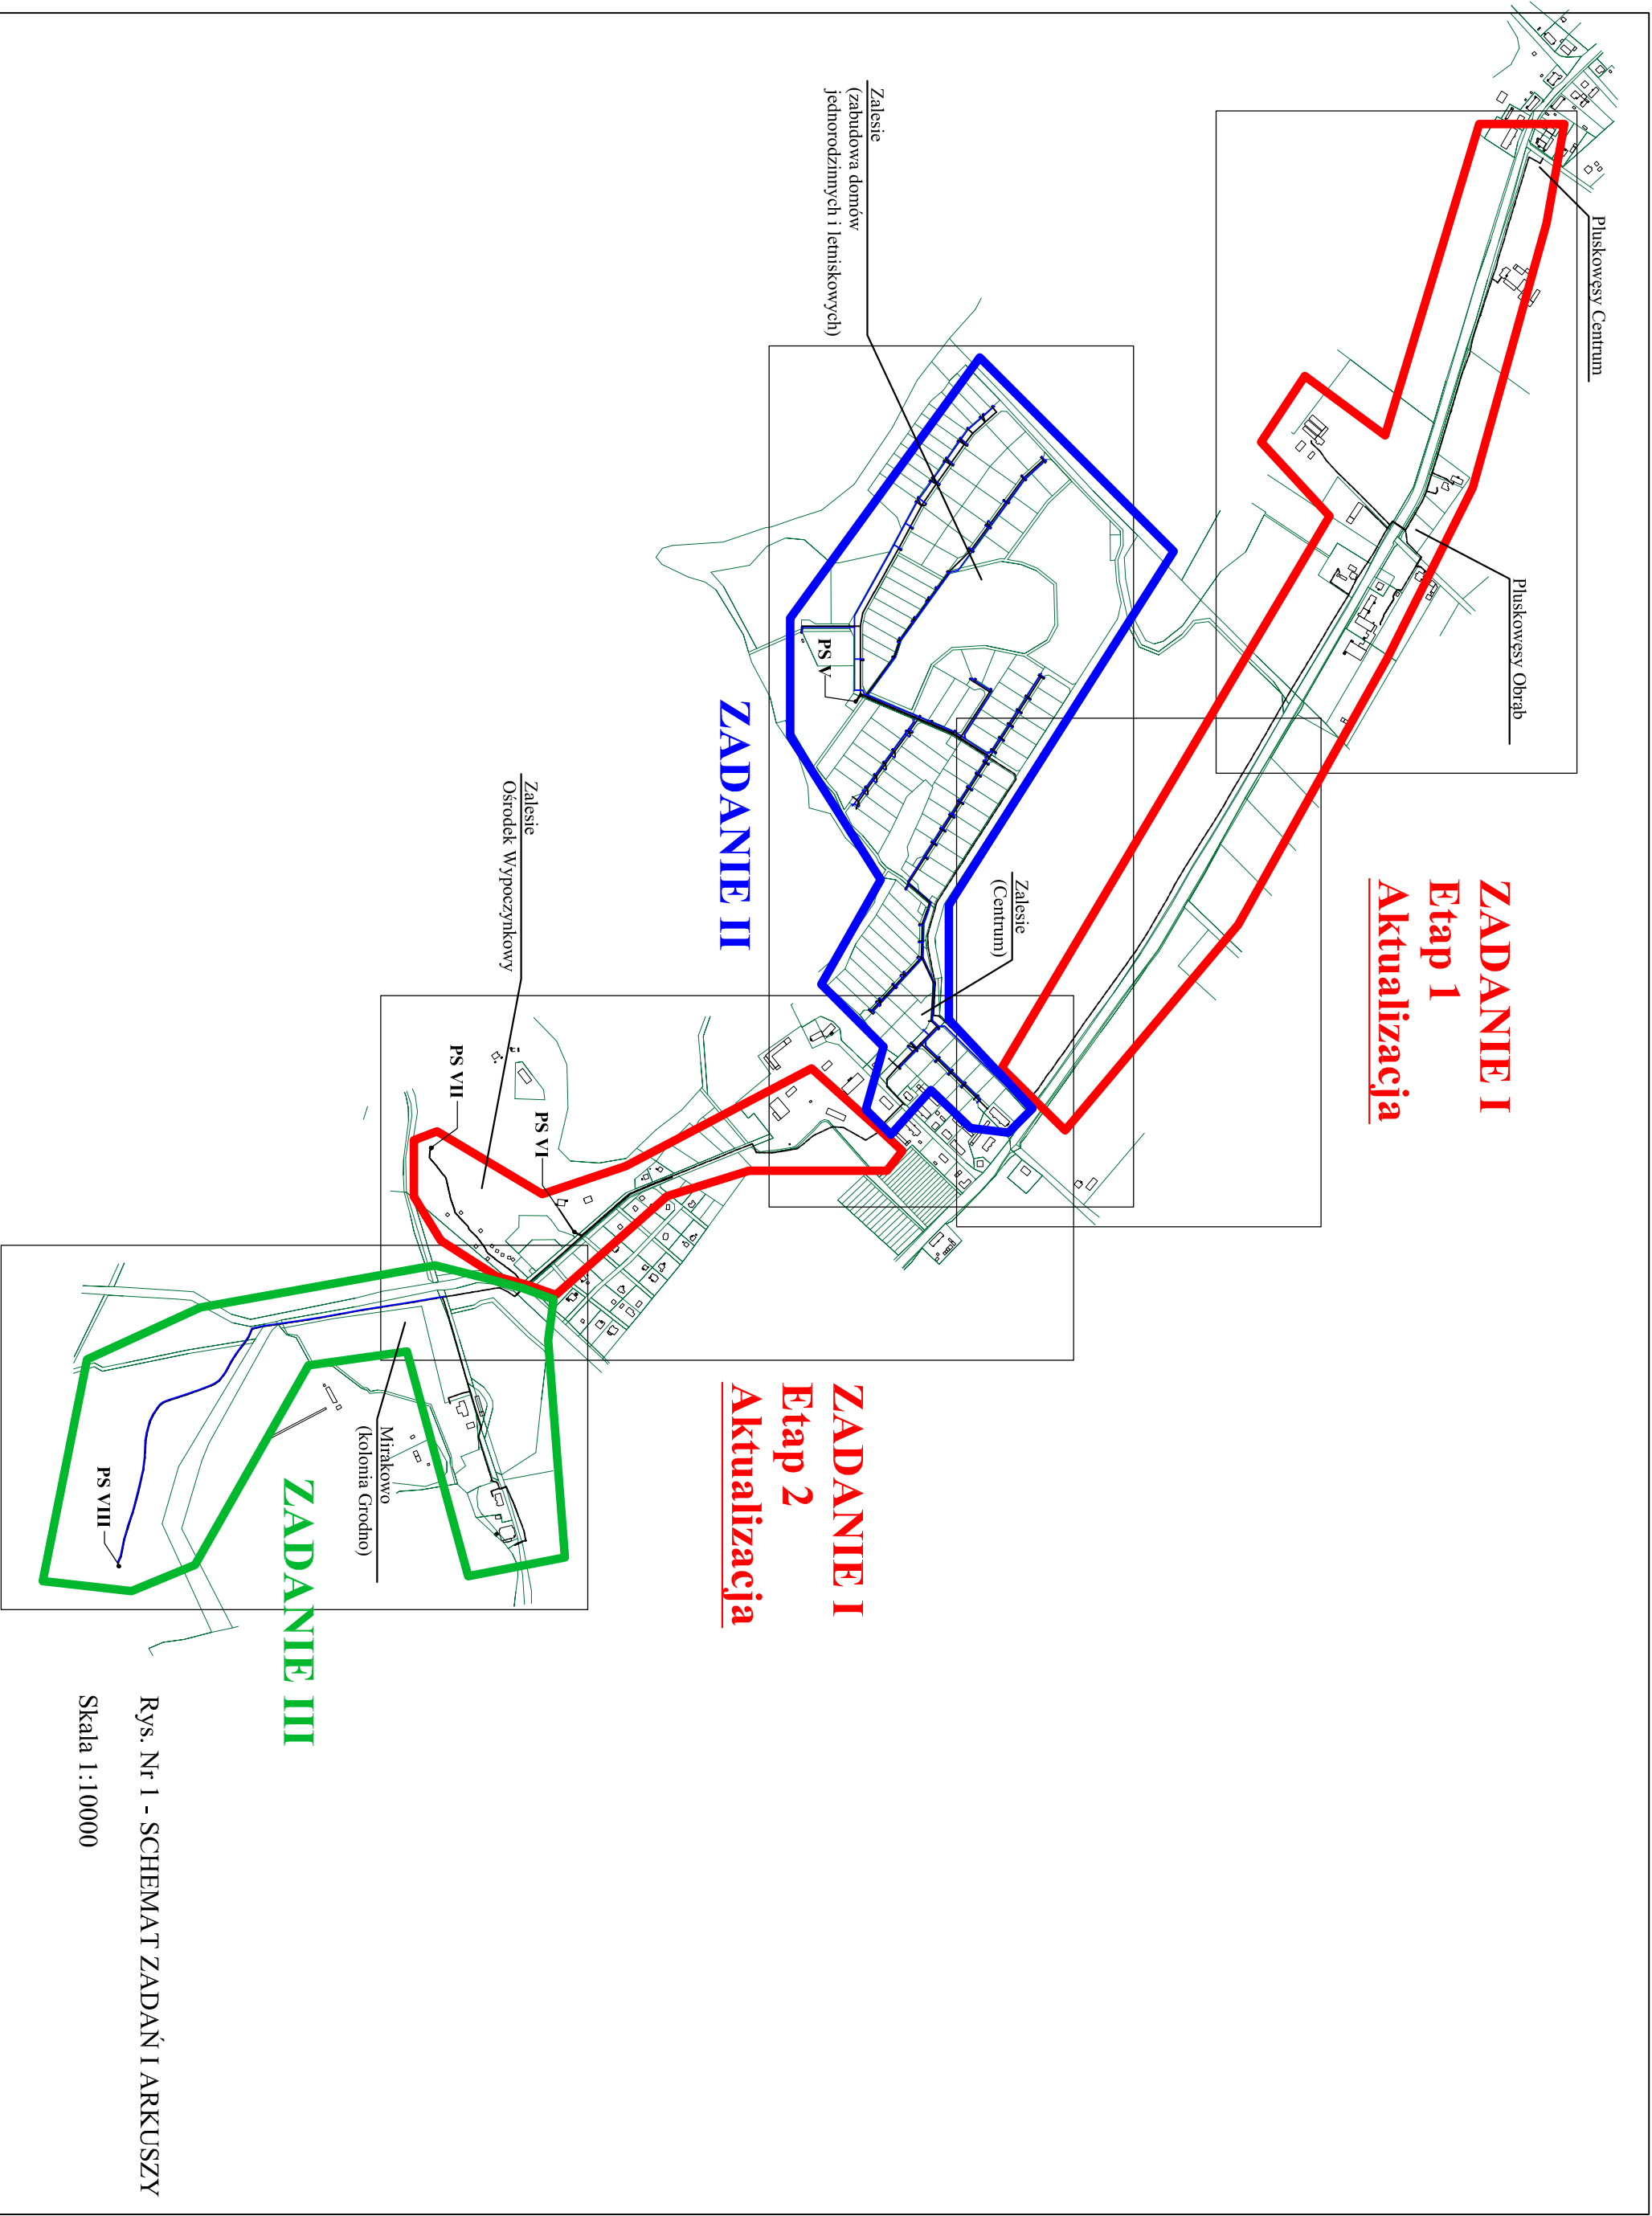 Pluskowęsy Centrum
Pluskowęsy Obrąb
ZADANIE I
Etap 1
Aktualizacja
Zalesie
(zabudowa domów
jednorodzinnych i letniskowych)
PS V
ZADANIE II
Zalesie
(Centrum)
Zalesie
Ośrodek Wypoczynkowy
PS VI
PS VII
ZADANIE I
Etap 2
Aktualizacja
Mirakowo
(kolonia Grodno)
PS VIII
ZADANIE III
Rys. Nr 1 - SCHEMAT ZADAŃ I ARKUSZY
Skala 1:10000